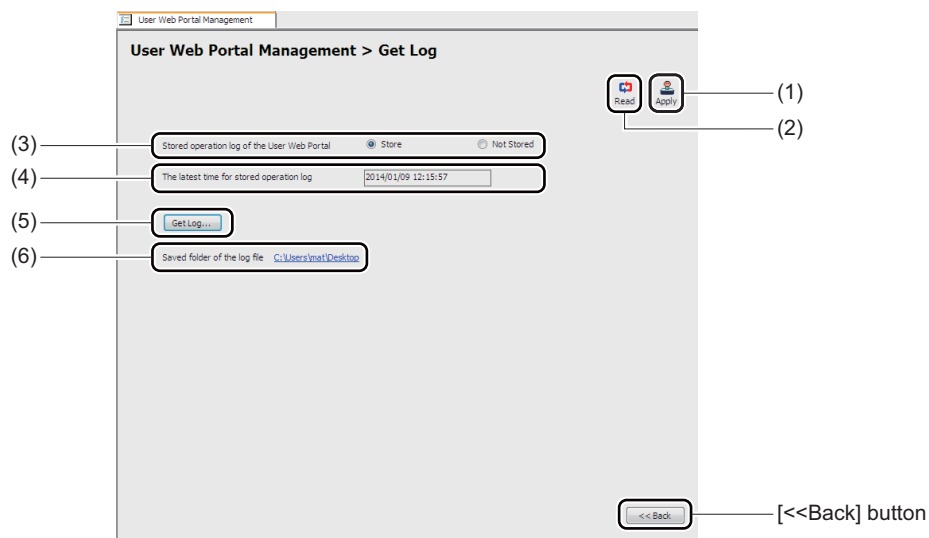 User Web Portal Management
User Web Portal Management > Get Log
Read
Apply
(1)
(2)
(3)
Stored operation log of the User Web Portal
Store
Not Stored
(4)
The latest time for stored operation log
2014/01/09 12:15:57
(5)
Get Log...
(6)
Saved folder of the log file C:\Users\mat\Desktop
<< Back
[<<Back] button